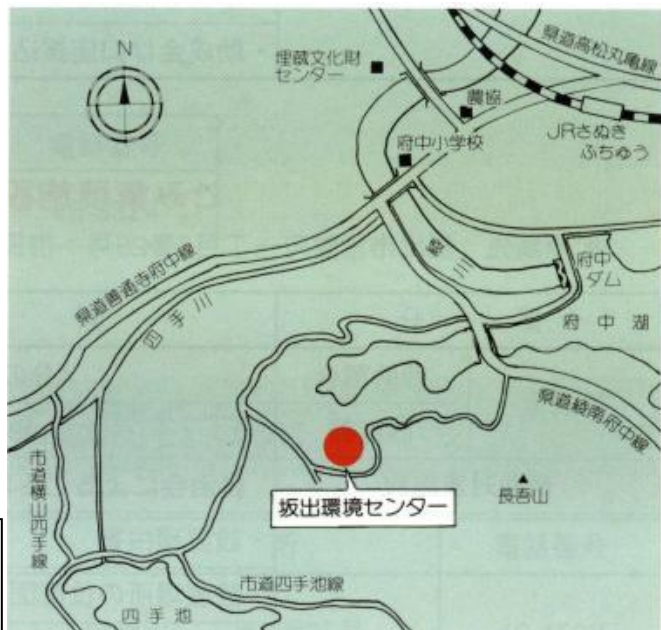 N
県道高松丸亀線
埋蔵文化財
センター
農協
JRさぬき
ふちゅう
府中小学校
綾川
府中
ダム
府中湖
県道善通寺府中線
四手川
県道綾南府中線
坂出環境センター
長吾山
市道横山四手線
市道四手池線
四手池